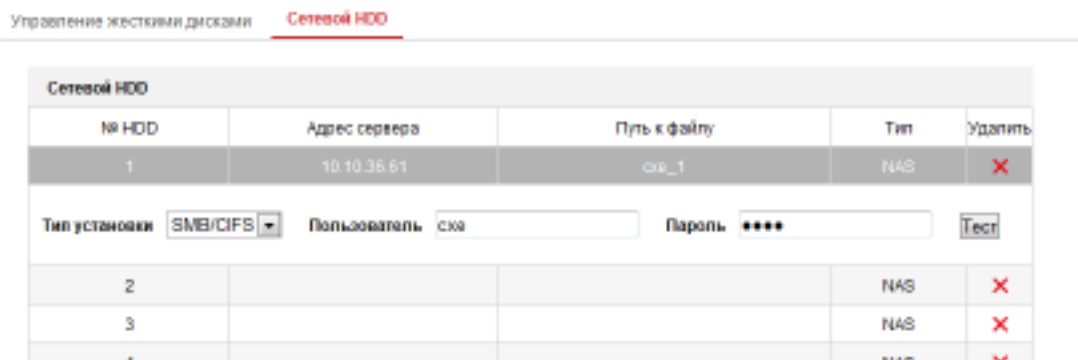 Управление жесткими дисками Сетевой HDD
Сетевой HDD
№ HDD Адрес сервера Путь к файлу Тип Удалить
1 10.10.36.61 cxe_1 NAS
Тип установки SMB/CIFS Пользователь cxe Пароль •••• Тест
2 NAS
3 NAS